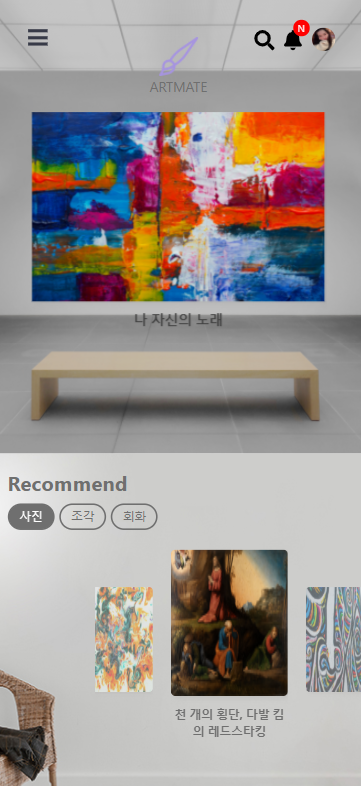 N
ARTMATE
나 자신의 노래
Recommend
사진 조각 회화
천 개의 횡단, 다발 킴
의 레드스타킹